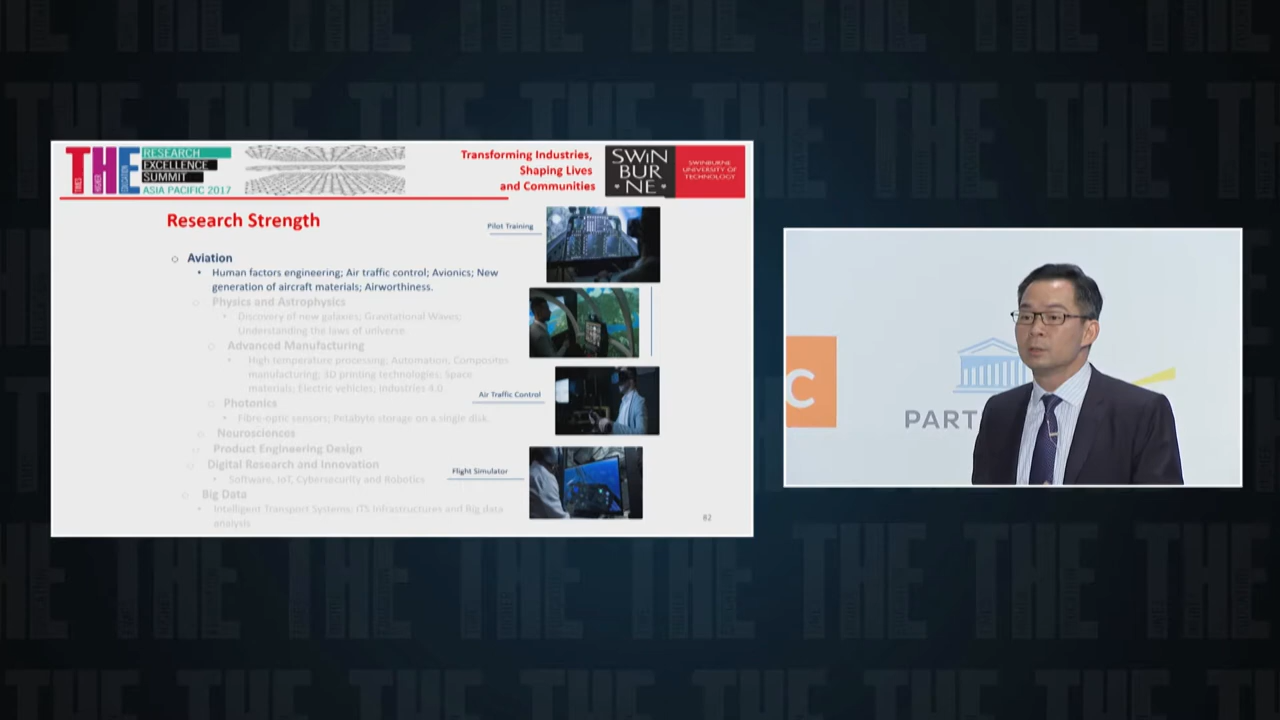 THE
TIMES
HIGHER
EDUCATION
RESEARCH
EXCELLENCE
SUMMIT
ASIA PACIFIC 2017
Transforming Industries,
Shaping Lives
and Communities
SWIN
BUR
NE
SWINBURNE
UNIVERSITY OF
TECHNOLOGY
Research Strength
Aviation
Human factors engineering; Air traffic control; Avionics; New
generation of aircraft materials; Airworthiness.
Physics and Astrophysics
Discovery of new galaxies; Gravitational Waves;
Understanding the laws of universe
Advanced Manufacturing
High temperature processing; Automation; Composites
manufacturing; 3D printing technologies; Space
materials; Electric vehicles; Industries 4.0
Photonics
Fibre-optic sensors; Petabyte storage on a single disk.
Neurosciences
Product Engineering Design
Digital Research and Innovation
Software, IoT, Cybersecurity and Robotics
Big Data
Intelligent Transport Systems; ITS Infrastructures and Big data
analysis
Pilot Training
Air Traffic Control
Flight Simulator
82
C
PART